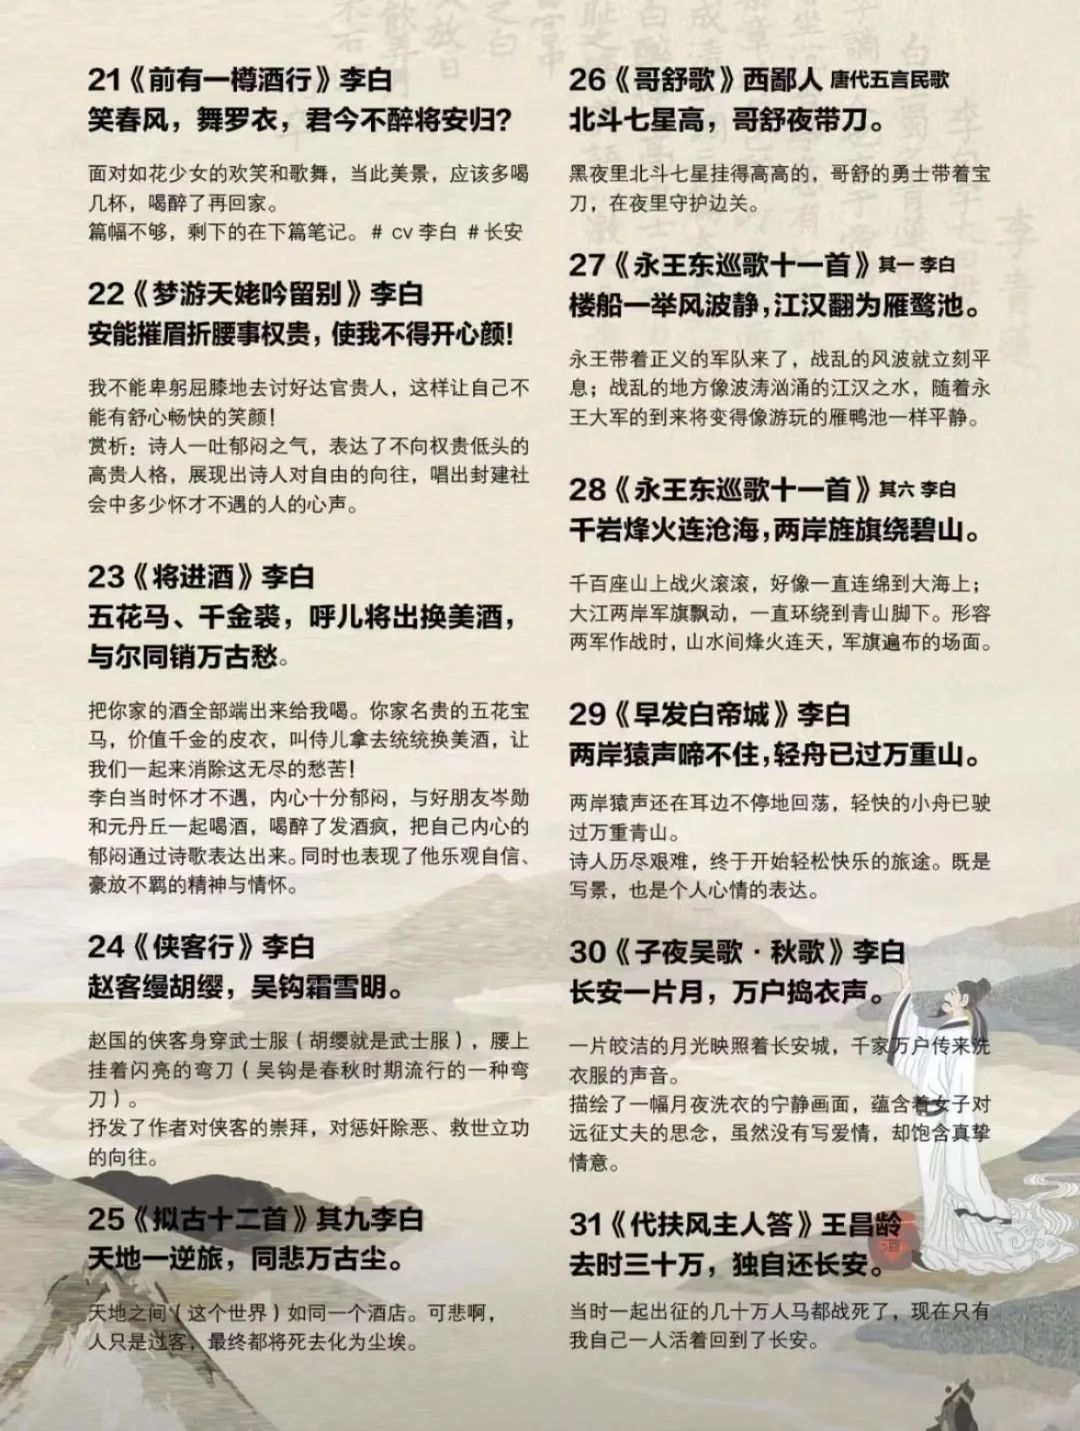 21《前有一樽酒行》李白
笑春风，舞罗衣，君今不醉将安归？
面对如花少女的欢笑和歌舞，当此美景，应该多喝
几杯，喝醉了再回家。
篇幅不够，剩下的在下篇笔记。# cv李白 #长安
22《梦游天姥吟留别》李白
安能摧眉折腰事权贵，使我不得开心颜！
我不能卑躬屈膝地去讨好达官贵人，这样让自己不
能有舒心畅快的笑颜！
赏析：诗人一吐郁闷之气，表达了不向权贵低头的
高贵人格，展现出诗人对自由的向往，唱出封建社
会中多少怀才不遇的人的心声。
23《将进酒》李白
五花马、千金裘，呼儿将出换美酒，
与尔同销万古愁。
把你家的酒全部端出来给我喝。你家名贵的五花宝
马，价值千金的皮衣，叫侍儿拿去统统换美酒，让
我们一起来消除这无尽的愁苦！
李白当时怀才不遇，内心十分郁闷，与好朋友岑勋
和元丹丘一起喝酒，喝醉了发酒疯，把自己内心的
郁闷通过诗歌表达出来。同时也表现了他乐观自信、
豪放不羁的精神与情怀。
24《侠客行》李白
赵客缦胡缨，吴钩霜雪明。
赵国的侠客身穿武士服（胡缨就是武士服），腰上
挂着闪亮的弯刀（吴钩是春秋时期流行的一种弯
刀）。
抒发了作者对侠客的崇拜，对惩奸除恶、救世立功
的向往。
25《拟古十二首》其九李白
天地一逆旅，同悲万古尘。
天地之间（这个世界）如同一个酒店。可悲啊，
人只是过客，最终都将死去化为尘埃。
26《哥舒歌》西鄙人 唐代五言民歌
北斗七星高，哥舒夜带刀。
黑夜里北斗七星挂得高高的，哥舒的勇士带着宝
刀，在夜里守护边关。
27《永王东巡歌十一首》其一 李白
楼船一举风波静，江汉翻为雁鹜池。
永王带着正义的军队来了，战乱的风波就立刻平
息；战乱的地方像波涛汹涌的江汉之水，随着永
王大军的到来将变得像游玩的雁鸭池一样平静。
28《永王东巡歌十一首》其六 李白
千岩烽火连沧海，两岸旌旗绕碧山。
千百座山上战火滚滚，好像一直连绵到大海上；
大江两岸军旗飘动，一直环绕到青山脚下。形容
两军作战时，山水间烽火连天，军旗遍布的场面。
29《早发白帝城》李白
两岸猿声啼不住，轻舟已过万重山。
两岸猿声还在耳边不停地回荡，轻快的小舟已驶
过万重青山。
诗人历尽艰难，终于开始轻松快乐的旅途。既是
写景，也是个人心情的表达。
30《子夜吴歌·秋歌》李白
长安一片月，万户捣衣声。
一片皎洁的月光映照着长安城，千家万户传来洗
衣服的声音。
描绘了一幅月夜洗衣的宁静画面，蕴含着女子对
远征丈夫的思念，虽然没有写爱情，却饱含真挚
情意。
31《代扶风主人答》王昌龄
去时三十万，独自还长安。
当时一起出征的几十万人马都战死了，现在只有
我自己一人活着回到了长安。
酒
李青莲